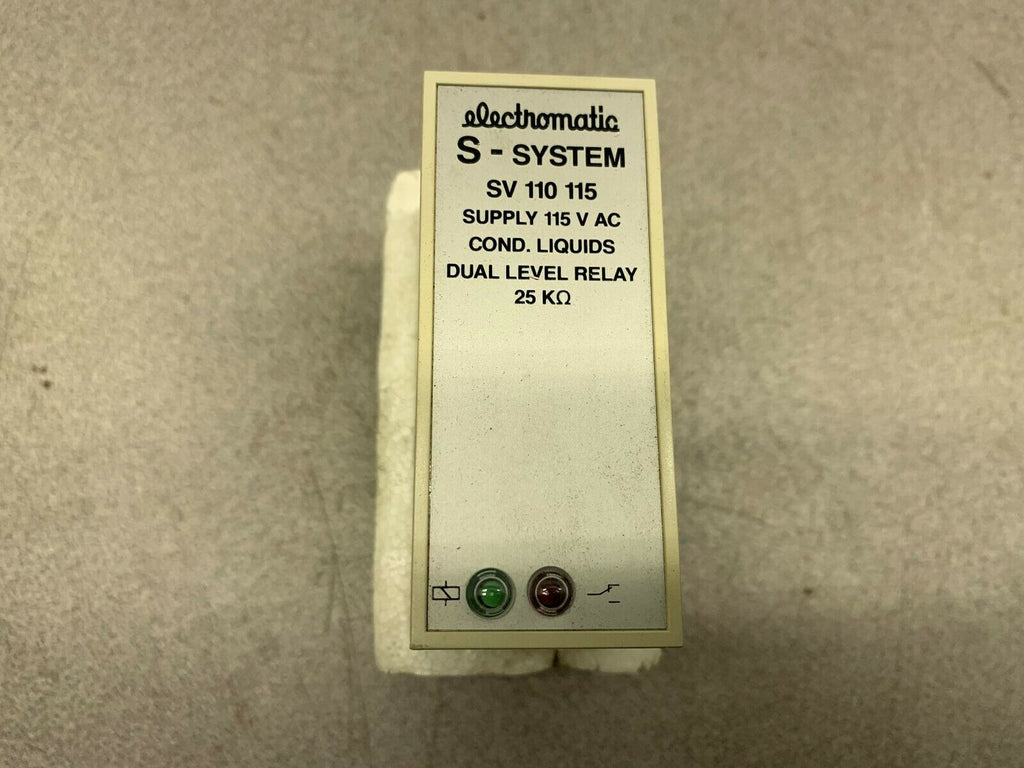 electromatic
S - SYSTEM
SV 110 115
SUPPLY 115 V AC
COND. LIQUIDS
DUAL LEVEL RELAY
25 KΩ